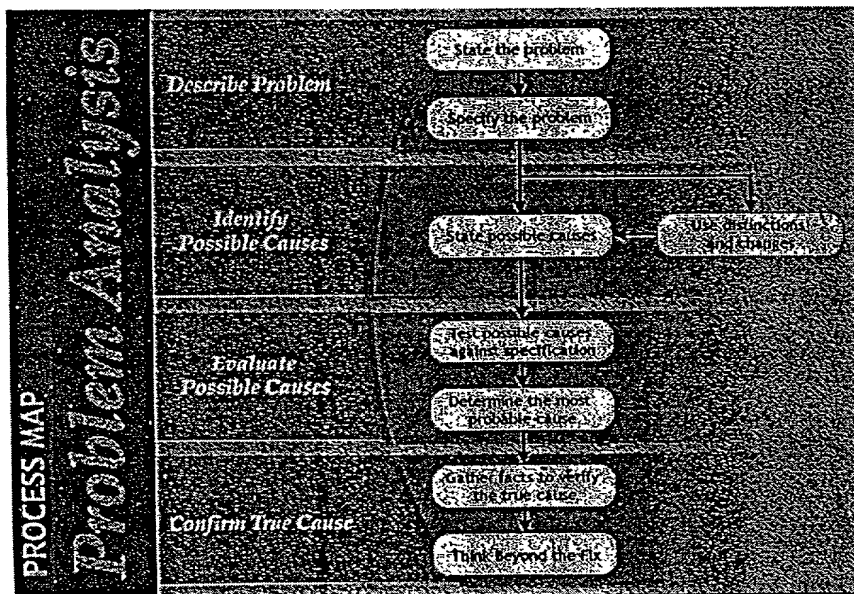 PROCESS MAP
Problem Analysis
Describe Problem
State the problem
Specify the problem
Identify
Possible Causes
State possible causes
Use distinctions
and changes
Evaluate
Possible Causes
Test possible causes
against specification
Determine the most
probable cause
Confirm True Cause
Gather facts to verify
the true cause
Think Beyond the Fix